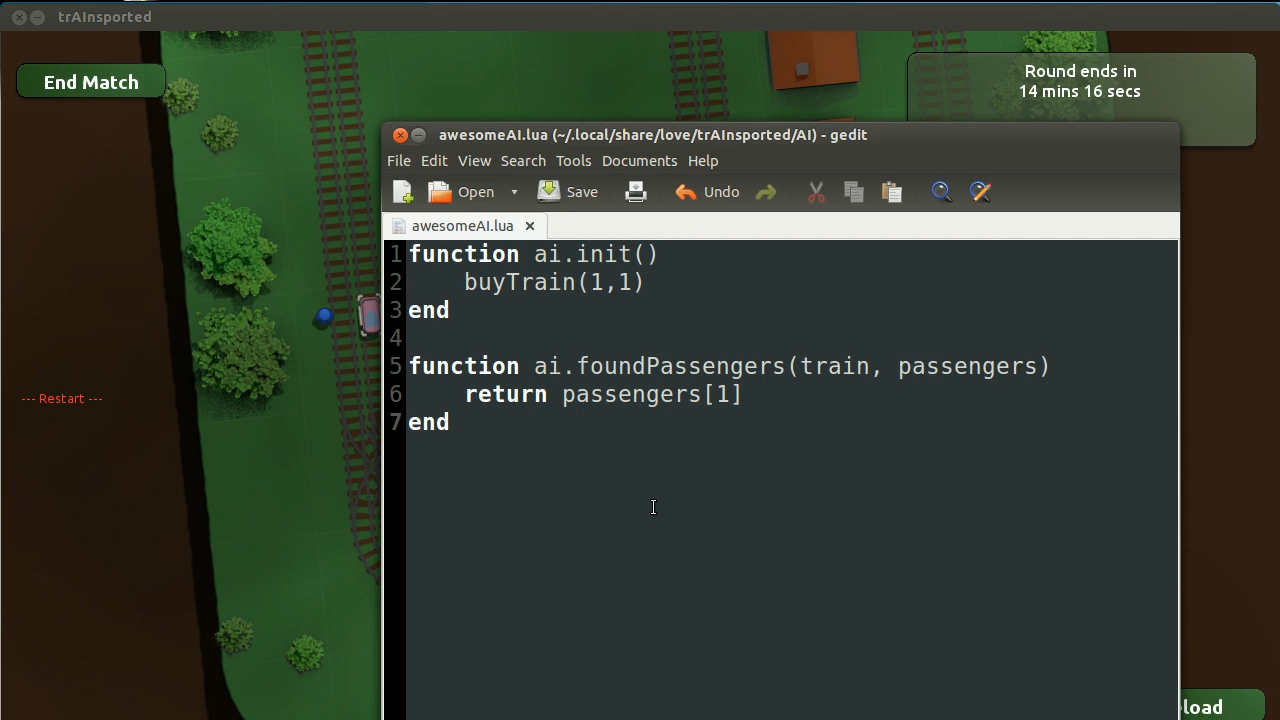 trAInsported
End Match
Round ends in
14 mins 16 secs
awesomeAI.lua (~/.local/share/love/trAInsported/AI) - gedit
File Edit View Search Tools Documents Help
Open Save Undo
awesomeAI.lua
1 function ai.init()
2     buyTrain(1,1)
3 end
4
5 function ai.foundPassengers(train, passengers)
6     return passengers[1]
7 end
--- Restart ---